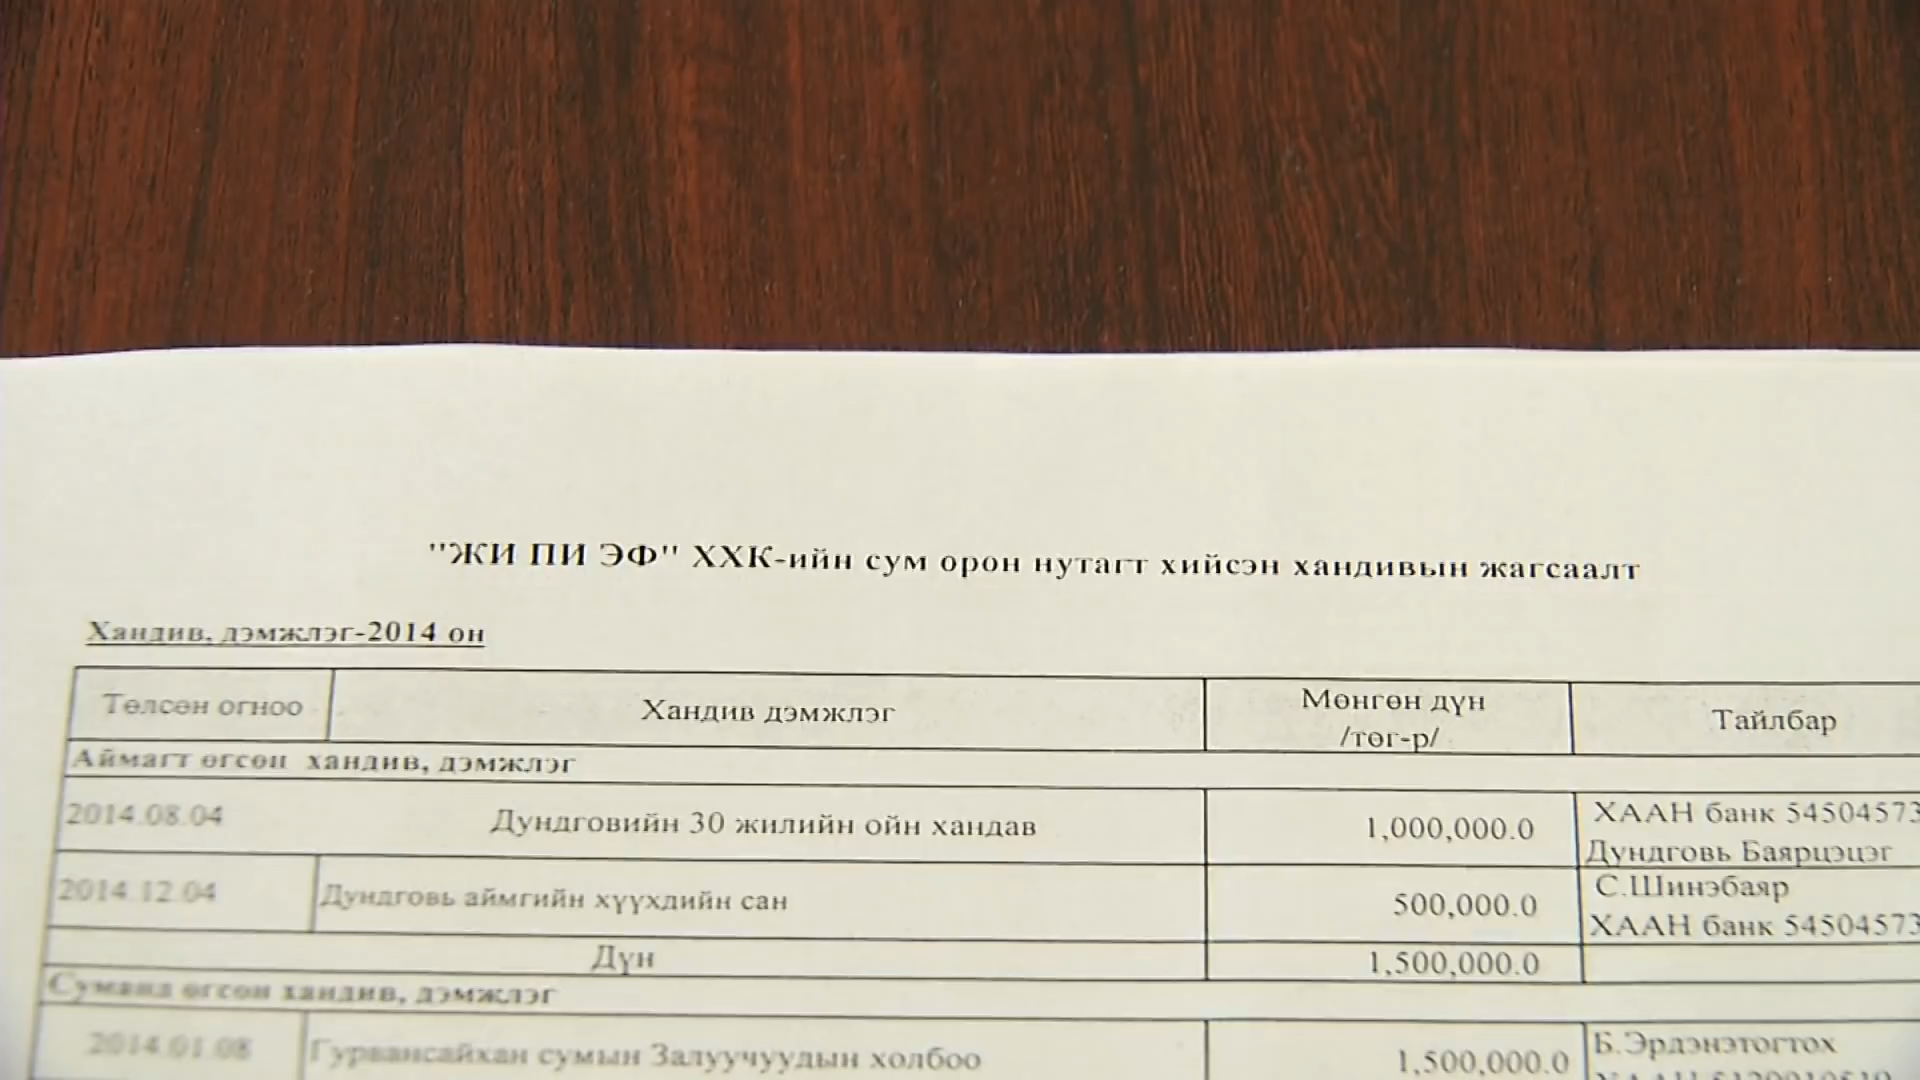 "ЖИ ПИ ЭФ" ХХК-ийн сум орон нутагт хийсэн хандивын жагсаалт
Хандив, дэмжлэг-2014 он
Төлсөн огноо Хандив дэмжлэг Мөнгөн дүн /төг-р/ Тайлбар
Аймагт өгсөн хандив, дэмжлэг
2014.08.04 Дундговийн 30 жилийн ойн хандав 1,000,000.0 ХААН банк 54504573
Дундговь Баярцэцэг
2014.12.04 Дундговь аймгийн хүүхдийн сан 500,000.0 С.Шинэбаяр
ХААН банк 54504573
Дүн 1,500,000.0
Суманд өгсөн хандив, дэмжлэг
2014.01.08 Гурвансайхан сумын Залуучуудын холбоо 1,500,000.0 Б.Эрдэнэтогтох